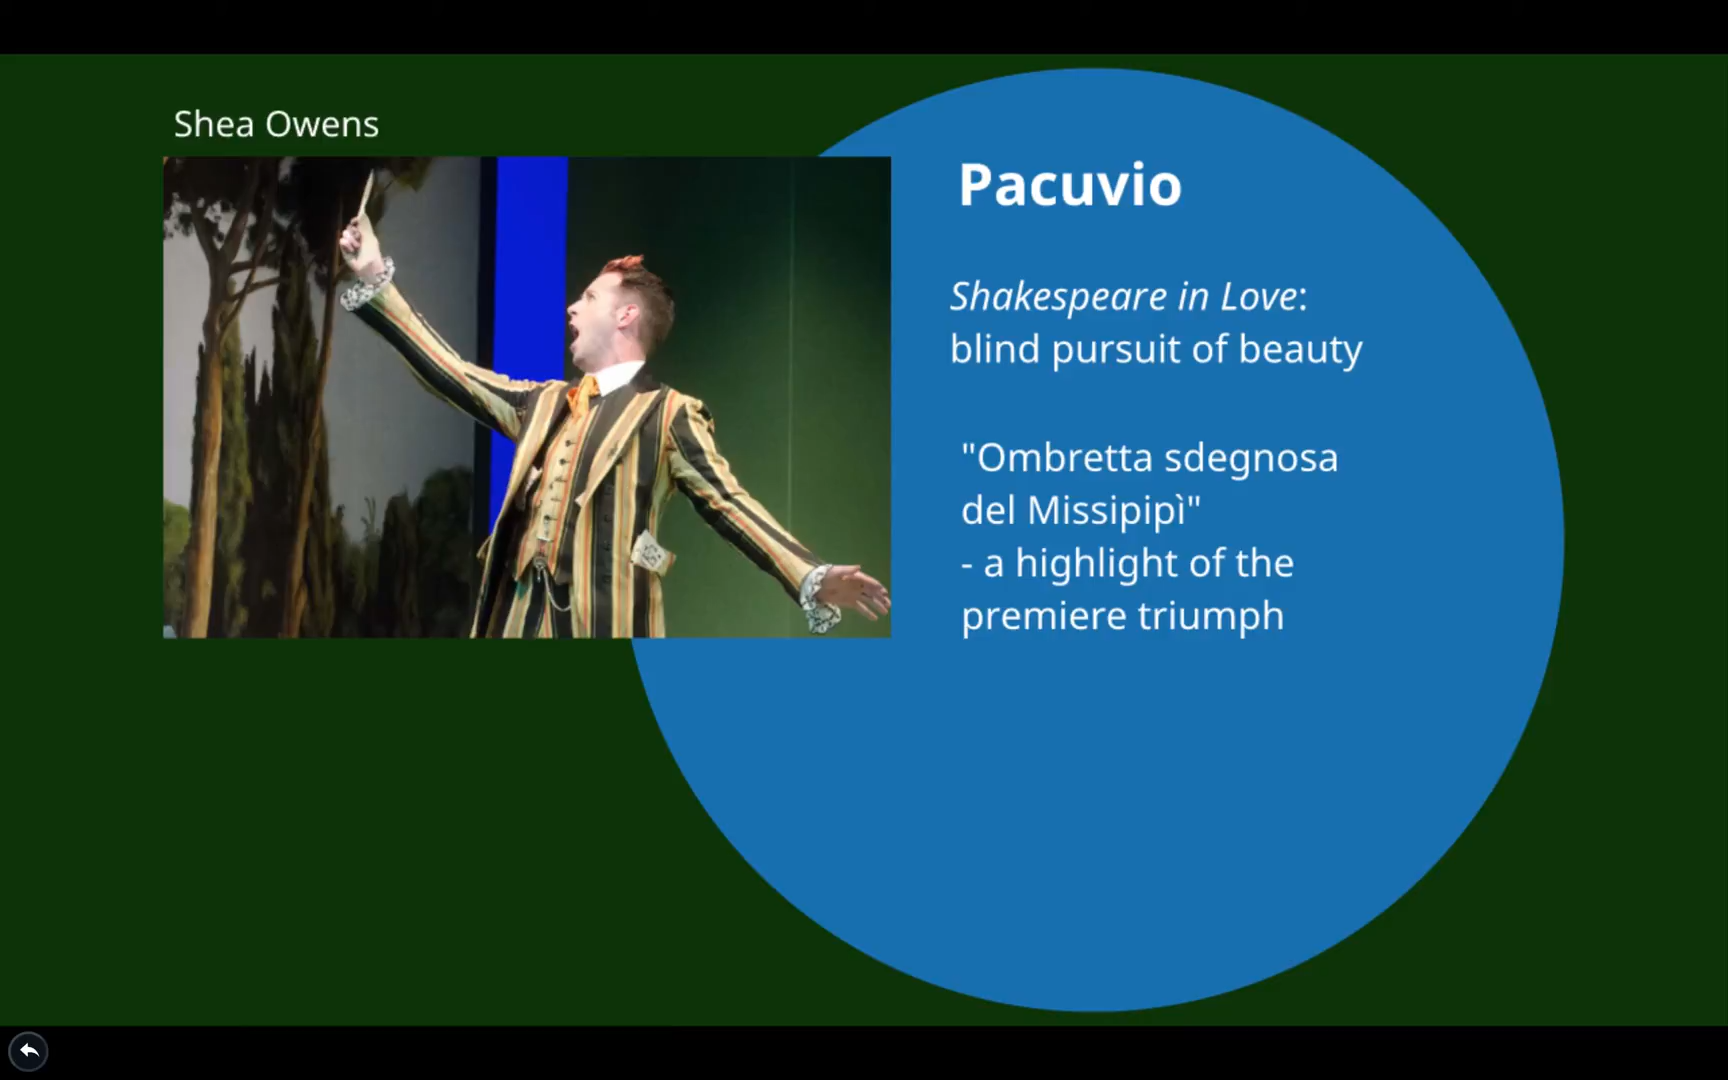 Shea Owens
Pacuvio
Shakespeare in Love:
blind pursuit of beauty
"Ombretta sdegnosa
del Missipipì"
- a highlight of the
premiere triumph